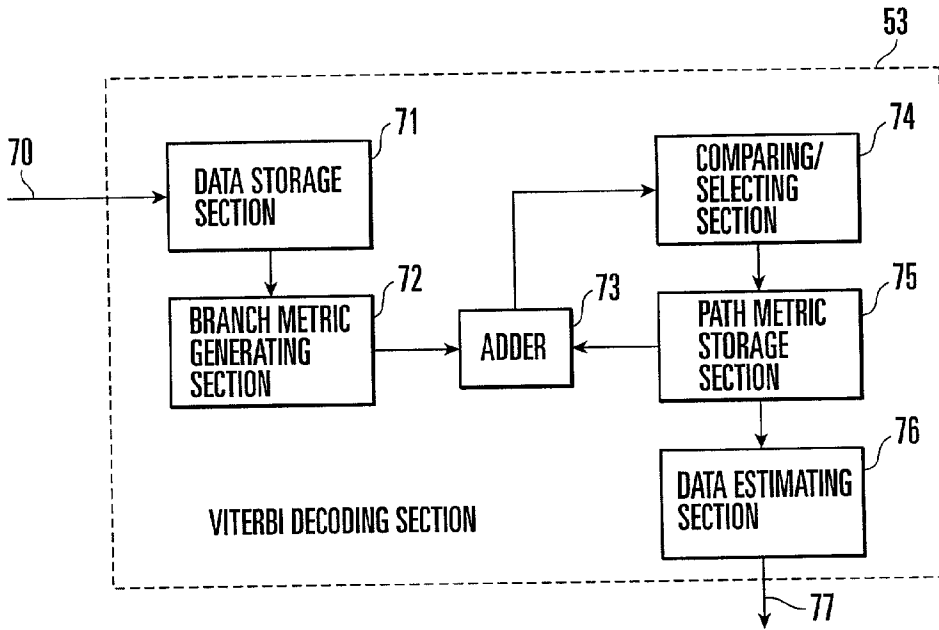 53
70
71
DATA STORAGE
SECTION
74
COMPARING/
SELECTING
SECTION
72
BRANCH METRIC
GENERATING
SECTION
73
ADDER
75
PATH METRIC
STORAGE
SECTION
76
DATA ESTIMATING
SECTION
VITERBI DECODING SECTION
77